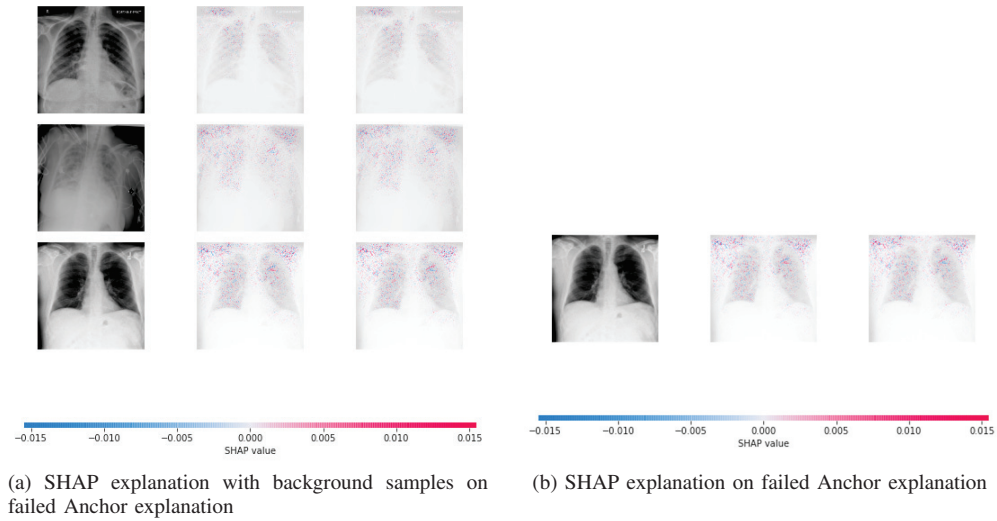 −0.015 −0.010 −0.005 0.000 0.005 0.010 0.015
SHAP value
(a) SHAP explanation with background samples on
failed Anchor explanation
−0.015 −0.010 −0.005 0.000 0.005 0.010 0.015
SHAP value
(b) SHAP explanation on failed Anchor explanation